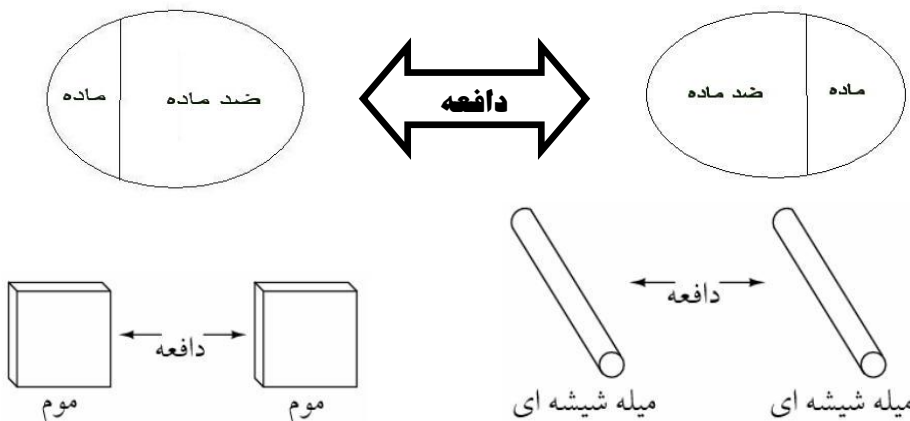 ماده ضد ماده
دافعه
ضد ماده ماده
دافعه
میله شیشه ای
میله شیشه ای
دافعه
موم
موم